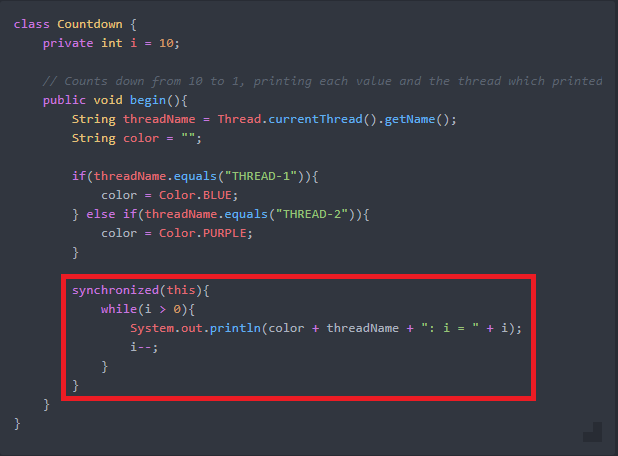 class Countdown {
    private int i = 10;
    // Counts down from 10 to 1, printing each value and the thread which printed
    public void begin(){
        String threadName = Thread.currentThread().getName();
        String color = "";
        if(threadName.equals("THREAD-1")){
            color = Color.BLUE;
        } else if(threadName.equals("THREAD-2")){
            color = Color.PURPLE;
        }
        synchronized(this){
            while(i > 0){
                System.out.println(color + threadName + ": i = " + i);
                i--;
            }
        }
    }
}